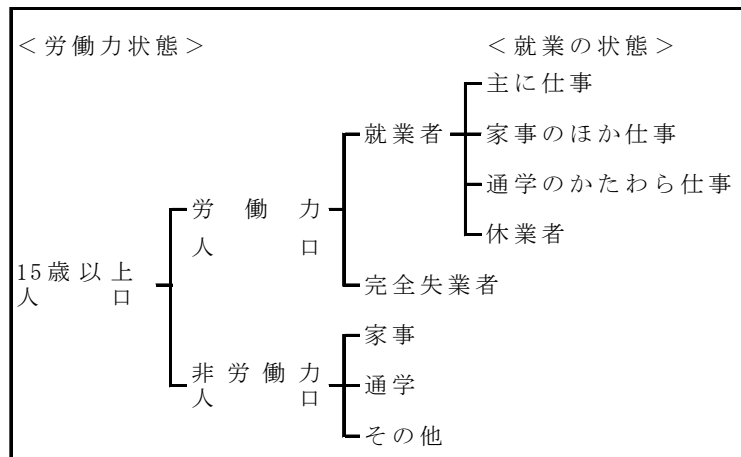 ＜労働力状態＞
＜就業の状態＞
主に仕事
就業者
家事のほか仕事
通学のかたわら仕事
労働力
人口
休業者
15歳以上
人口
完全失業者
家事
非労働力
人口
通学
その他